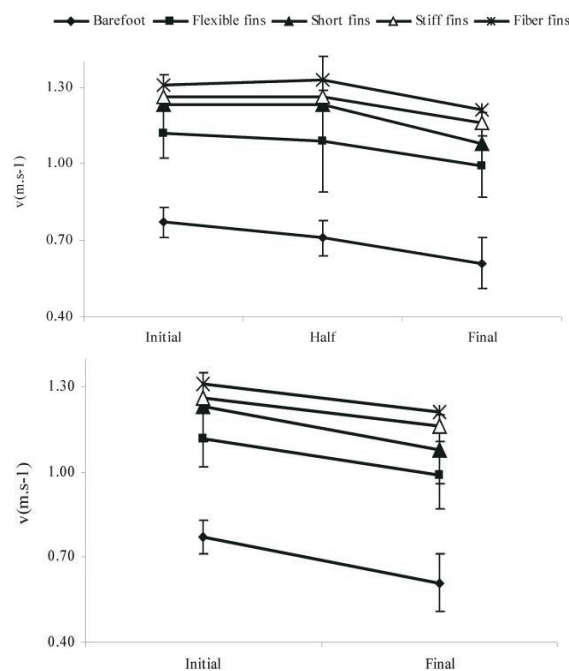 Barefoot Flexible fins Short fins Stiff fins Fiber fins
1.30
1.00
0.70
0.40
v(m.s-1)
Initial Half Final
1.30
1.00
0.70
0.40
v(m.s-1)
Initial Final